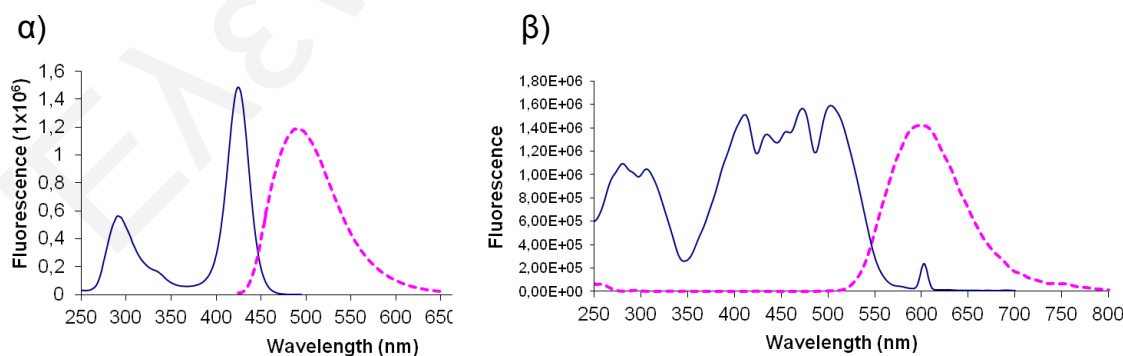 α)
β)
Ελε
Fluorescence (1x10⁶)
1,6
1,4
1,2
1
0,8
0,6
0,4
0,2
0
250 300 350 400 450 500 550 600 650
Wavelength (nm)
Fluorescence
1,80E+06
1,60E+06
1,40E+06
1,20E+06
1,00E+06
8,00E+05
6,00E+05
4,00E+05
2,00E+05
0,00E+00
250 300 350 400 450 500 550 600 650 700 750 800
Wavelength (nm)